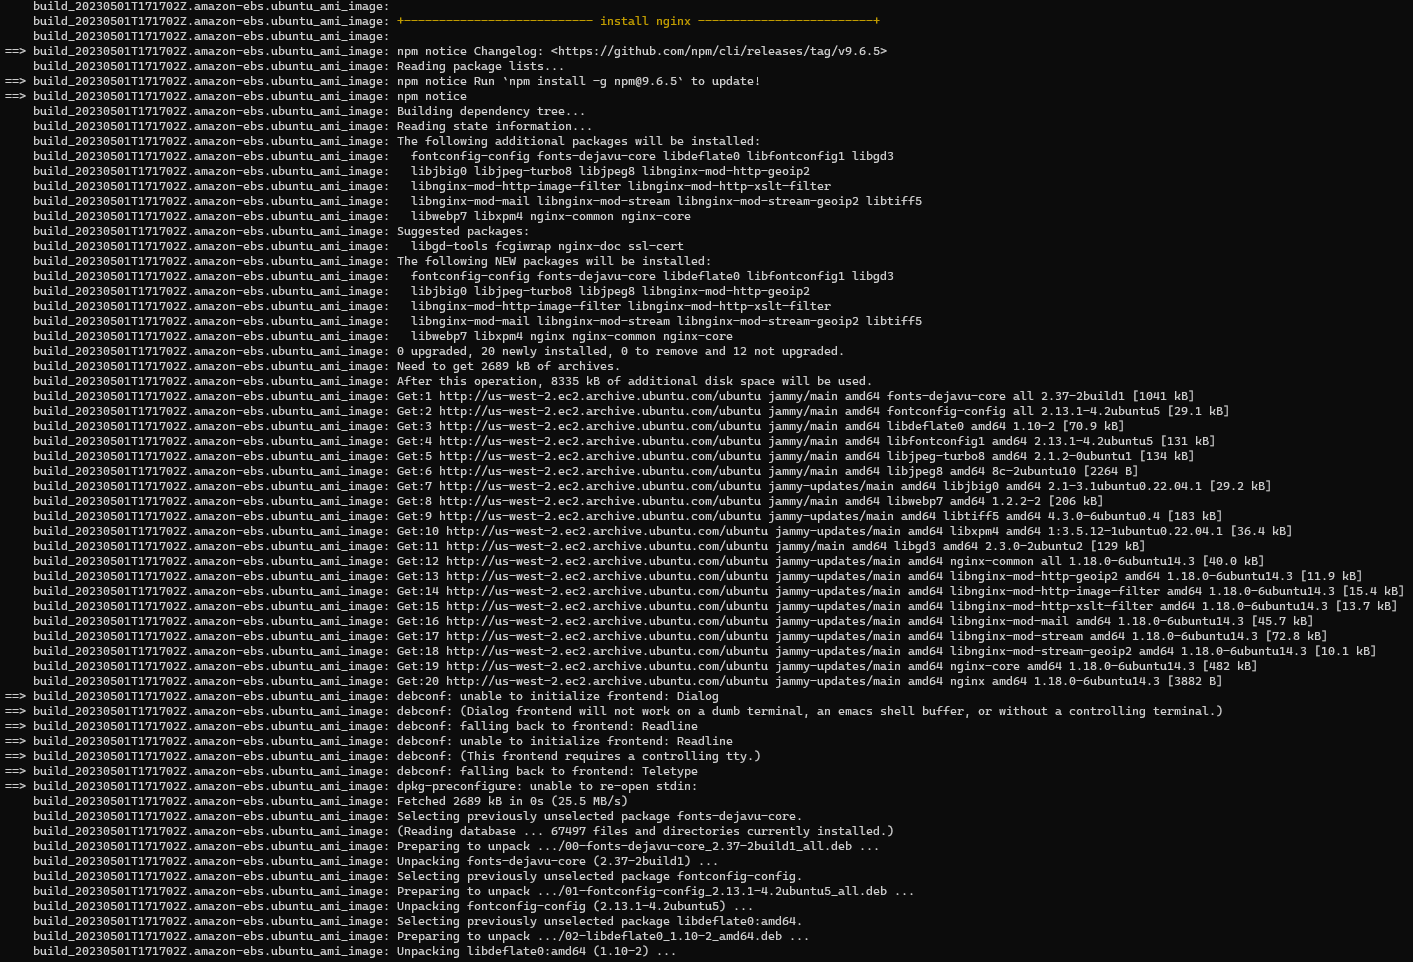 build_20230501T171702Z.amazon-ebs.ubuntu_ami_image:
build_20230501T171702Z.amazon-ebs.ubuntu_ami_image: +--------------------------- install nginx -------------------------+
build_20230501T171702Z.amazon-ebs.ubuntu_ami_image:
==> build_20230501T171702Z.amazon-ebs.ubuntu_ami_image: npm notice Changelog: <https://github.com/npm/cli/releases/tag/v9.6.5>
build_20230501T171702Z.amazon-ebs.ubuntu_ami_image: Reading package lists...
==> build_20230501T171702Z.amazon-ebs.ubuntu_ami_image: npm notice Run `npm install -g npm@9.6.5` to update!
==> build_20230501T171702Z.amazon-ebs.ubuntu_ami_image: npm notice
build_20230501T171702Z.amazon-ebs.ubuntu_ami_image: Building dependency tree...
build_20230501T171702Z.amazon-ebs.ubuntu_ami_image: Reading state information...
build_20230501T171702Z.amazon-ebs.ubuntu_ami_image: The following additional packages will be installed:
build_20230501T171702Z.amazon-ebs.ubuntu_ami_image:   fontconfig-config fonts-dejavu-core libdeflate0 libfontconfig1 libgd3
build_20230501T171702Z.amazon-ebs.ubuntu_ami_image:   libjbig0 libjpeg-turbo8 libjpeg8 libnginx-mod-http-geoip2
build_20230501T171702Z.amazon-ebs.ubuntu_ami_image:   libnginx-mod-http-image-filter libnginx-mod-http-xslt-filter
build_20230501T171702Z.amazon-ebs.ubuntu_ami_image:   libnginx-mod-mail libnginx-mod-stream libnginx-mod-stream-geoip2 libtiff5
build_20230501T171702Z.amazon-ebs.ubuntu_ami_image:   libwebp7 libxpm4 nginx-common nginx-core
build_20230501T171702Z.amazon-ebs.ubuntu_ami_image: Suggested packages:
build_20230501T171702Z.amazon-ebs.ubuntu_ami_image:   libgd-tools fcgiwrap nginx-doc ssl-cert
build_20230501T171702Z.amazon-ebs.ubuntu_ami_image: The following NEW packages will be installed:
build_20230501T171702Z.amazon-ebs.ubuntu_ami_image:   fontconfig-config fonts-dejavu-core libdeflate0 libfontconfig1 libgd3
build_20230501T171702Z.amazon-ebs.ubuntu_ami_image:   libjbig0 libjpeg-turbo8 libjpeg8 libnginx-mod-http-geoip2
build_20230501T171702Z.amazon-ebs.ubuntu_ami_image:   libnginx-mod-http-image-filter libnginx-mod-http-xslt-filter
build_20230501T171702Z.amazon-ebs.ubuntu_ami_image:   libnginx-mod-mail libnginx-mod-stream libnginx-mod-stream-geoip2 libtiff5
build_20230501T171702Z.amazon-ebs.ubuntu_ami_image:   libwebp7 libxpm4 nginx nginx-common nginx-core
build_20230501T171702Z.amazon-ebs.ubuntu_ami_image: 0 upgraded, 20 newly installed, 0 to remove and 12 not upgraded.
build_20230501T171702Z.amazon-ebs.ubuntu_ami_image: Need to get 2689 kB of archives.
build_20230501T171702Z.amazon-ebs.ubuntu_ami_image: After this operation, 8335 kB of additional disk space will be used.
build_20230501T171702Z.amazon-ebs.ubuntu_ami_image: Get:1 http://us-west-2.ec2.archive.ubuntu.com/ubuntu jammy/main amd64 fonts-dejavu-core all 2.37-2build1 [1041 kB]
build_20230501T171702Z.amazon-ebs.ubuntu_ami_image: Get:2 http://us-west-2.ec2.archive.ubuntu.com/ubuntu jammy/main amd64 fontconfig-config all 2.13.1-4.2ubuntu5 [29.1 kB]
build_20230501T171702Z.amazon-ebs.ubuntu_ami_image: Get:3 http://us-west-2.ec2.archive.ubuntu.com/ubuntu jammy/main amd64 libdeflate0 amd64 1.10-2 [70.9 kB]
build_20230501T171702Z.amazon-ebs.ubuntu_ami_image: Get:4 http://us-west-2.ec2.archive.ubuntu.com/ubuntu jammy/main amd64 libfontconfig1 amd64 2.13.1-4.2ubuntu5 [131 kB]
build_20230501T171702Z.amazon-ebs.ubuntu_ami_image: Get:5 http://us-west-2.ec2.archive.ubuntu.com/ubuntu jammy/main amd64 libjpeg-turbo8 amd64 2.1.2-0ubuntu1 [134 kB]
build_20230501T171702Z.amazon-ebs.ubuntu_ami_image: Get:6 http://us-west-2.ec2.archive.ubuntu.com/ubuntu jammy/main amd64 libjpeg8 amd64 8c-2ubuntu10 [2264 B]
build_20230501T171702Z.amazon-ebs.ubuntu_ami_image: Get:7 http://us-west-2.ec2.archive.ubuntu.com/ubuntu jammy-updates/main amd64 libjbig0 amd64 2.1-3.1ubuntu0.22.04.1 [29.2 kB]
build_20230501T171702Z.amazon-ebs.ubuntu_ami_image: Get:8 http://us-west-2.ec2.archive.ubuntu.com/ubuntu jammy/main amd64 libwebp7 amd64 1.2.2-2 [206 kB]
build_20230501T171702Z.amazon-ebs.ubuntu_ami_image: Get:9 http://us-west-2.ec2.archive.ubuntu.com/ubuntu jammy-updates/main amd64 libtiff5 amd64 4.3.0-6ubuntu0.4 [183 kB]
build_20230501T171702Z.amazon-ebs.ubuntu_ami_image: Get:10 http://us-west-2.ec2.archive.ubuntu.com/ubuntu jammy-updates/main amd64 libxpm4 amd64 1:3.5.12-1ubuntu0.22.04.1 [36.4 kB]
build_20230501T171702Z.amazon-ebs.ubuntu_ami_image: Get:11 http://us-west-2.ec2.archive.ubuntu.com/ubuntu jammy/main amd64 libgd3 amd64 2.3.0-2ubuntu2 [129 kB]
build_20230501T171702Z.amazon-ebs.ubuntu_ami_image: Get:12 http://us-west-2.ec2.archive.ubuntu.com/ubuntu jammy-updates/main amd64 nginx-common all 1.18.0-6ubuntu14.3 [40.0 kB]
build_20230501T171702Z.amazon-ebs.ubuntu_ami_image: Get:13 http://us-west-2.ec2.archive.ubuntu.com/ubuntu jammy-updates/main amd64 libnginx-mod-http-geoip2 amd64 1.18.0-6ubuntu14.3 [11.9 kB]
build_20230501T171702Z.amazon-ebs.ubuntu_ami_image: Get:14 http://us-west-2.ec2.archive.ubuntu.com/ubuntu jammy-updates/main amd64 libnginx-mod-http-image-filter amd64 1.18.0-6ubuntu14.3 [15.4 kB]
build_20230501T171702Z.amazon-ebs.ubuntu_ami_image: Get:15 http://us-west-2.ec2.archive.ubuntu.com/ubuntu jammy-updates/main amd64 libnginx-mod-http-xslt-filter amd64 1.18.0-6ubuntu14.3 [13.7 kB]
build_20230501T171702Z.amazon-ebs.ubuntu_ami_image: Get:16 http://us-west-2.ec2.archive.ubuntu.com/ubuntu jammy-updates/main amd64 libnginx-mod-mail amd64 1.18.0-6ubuntu14.3 [45.7 kB]
build_20230501T171702Z.amazon-ebs.ubuntu_ami_image: Get:17 http://us-west-2.ec2.archive.ubuntu.com/ubuntu jammy-updates/main amd64 libnginx-mod-stream amd64 1.18.0-6ubuntu14.3 [72.8 kB]
build_20230501T171702Z.amazon-ebs.ubuntu_ami_image: Get:18 http://us-west-2.ec2.archive.ubuntu.com/ubuntu jammy-updates/main amd64 libnginx-mod-stream-geoip2 amd64 1.18.0-6ubuntu14.3 [10.1 kB]
build_20230501T171702Z.amazon-ebs.ubuntu_ami_image: Get:19 http://us-west-2.ec2.archive.ubuntu.com/ubuntu jammy-updates/main amd64 nginx-core amd64 1.18.0-6ubuntu14.3 [482 kB]
build_20230501T171702Z.amazon-ebs.ubuntu_ami_image: Get:20 http://us-west-2.ec2.archive.ubuntu.com/ubuntu jammy-updates/main amd64 nginx amd64 1.18.0-6ubuntu14.3 [3882 B]
==> build_20230501T171702Z.amazon-ebs.ubuntu_ami_image: debconf: unable to initialize frontend: Dialog
==> build_20230501T171702Z.amazon-ebs.ubuntu_ami_image: debconf: (Dialog frontend will not work on a dumb terminal, an emacs shell buffer, or without a controlling terminal.)
==> build_20230501T171702Z.amazon-ebs.ubuntu_ami_image: debconf: falling back to frontend: Readline
==> build_20230501T171702Z.amazon-ebs.ubuntu_ami_image: debconf: unable to initialize frontend: Readline
==> build_20230501T171702Z.amazon-ebs.ubuntu_ami_image: debconf: (This frontend requires a controlling tty.)
==> build_20230501T171702Z.amazon-ebs.ubuntu_ami_image: debconf: falling back to frontend: Teletype
==> build_20230501T171702Z.amazon-ebs.ubuntu_ami_image: dpkg-preconfigure: unable to re-open stdin:
build_20230501T171702Z.amazon-ebs.ubuntu_ami_image: Fetched 2689 kB in 0s (25.5 MB/s)
build_20230501T171702Z.amazon-ebs.ubuntu_ami_image: Selecting previously unselected package fonts-dejavu-core.
build_20230501T171702Z.amazon-ebs.ubuntu_ami_image: (Reading database ... 67497 files and directories currently installed.)
build_20230501T171702Z.amazon-ebs.ubuntu_ami_image: Preparing to unpack .../00-fonts-dejavu-core_2.37-2build1_all.deb ...
build_20230501T171702Z.amazon-ebs.ubuntu_ami_image: Unpacking fonts-dejavu-core (2.37-2build1) ...
build_20230501T171702Z.amazon-ebs.ubuntu_ami_image: Selecting previously unselected package fontconfig-config.
build_20230501T171702Z.amazon-ebs.ubuntu_ami_image: Preparing to unpack .../01-fontconfig-config_2.13.1-4.2ubuntu5_all.deb ...
build_20230501T171702Z.amazon-ebs.ubuntu_ami_image: Unpacking fontconfig-config (2.13.1-4.2ubuntu5) ...
build_20230501T171702Z.amazon-ebs.ubuntu_ami_image: Selecting previously unselected package libdeflate0:amd64.
build_20230501T171702Z.amazon-ebs.ubuntu_ami_image: Preparing to unpack .../02-libdeflate0_1.10-2_amd64.deb ...
build_20230501T171702Z.amazon-ebs.ubuntu_ami_image: Unpacking libdeflate0:amd64 (1.10-2) ...